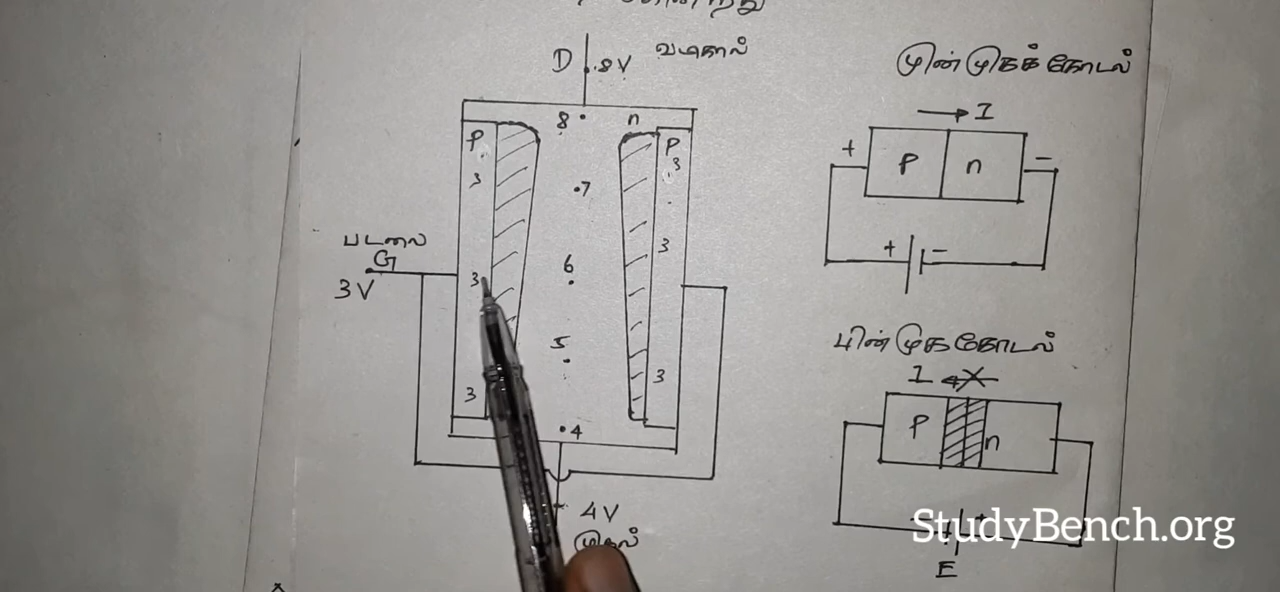 D .8V வடிகால்
8 . n
P P
3 3
.7
3
படலை
G
3V
3
6
5
3 3
.4
4V
முதல்
முன்முகக்கோடல்
→ I
+ P n -
+ -
பின்முககோடல்
I
P n
- +
E
StudyBench.org